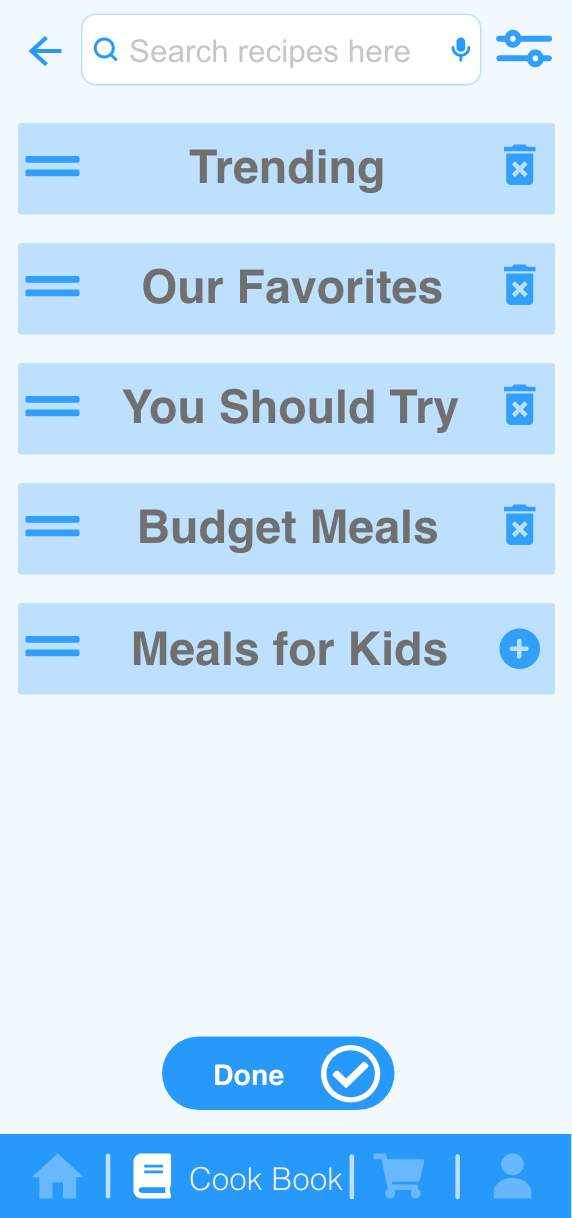 Search recipes here
Trending
Our Favorites
You Should Try
Budget Meals
Meals for Kids
Done
Cook Book